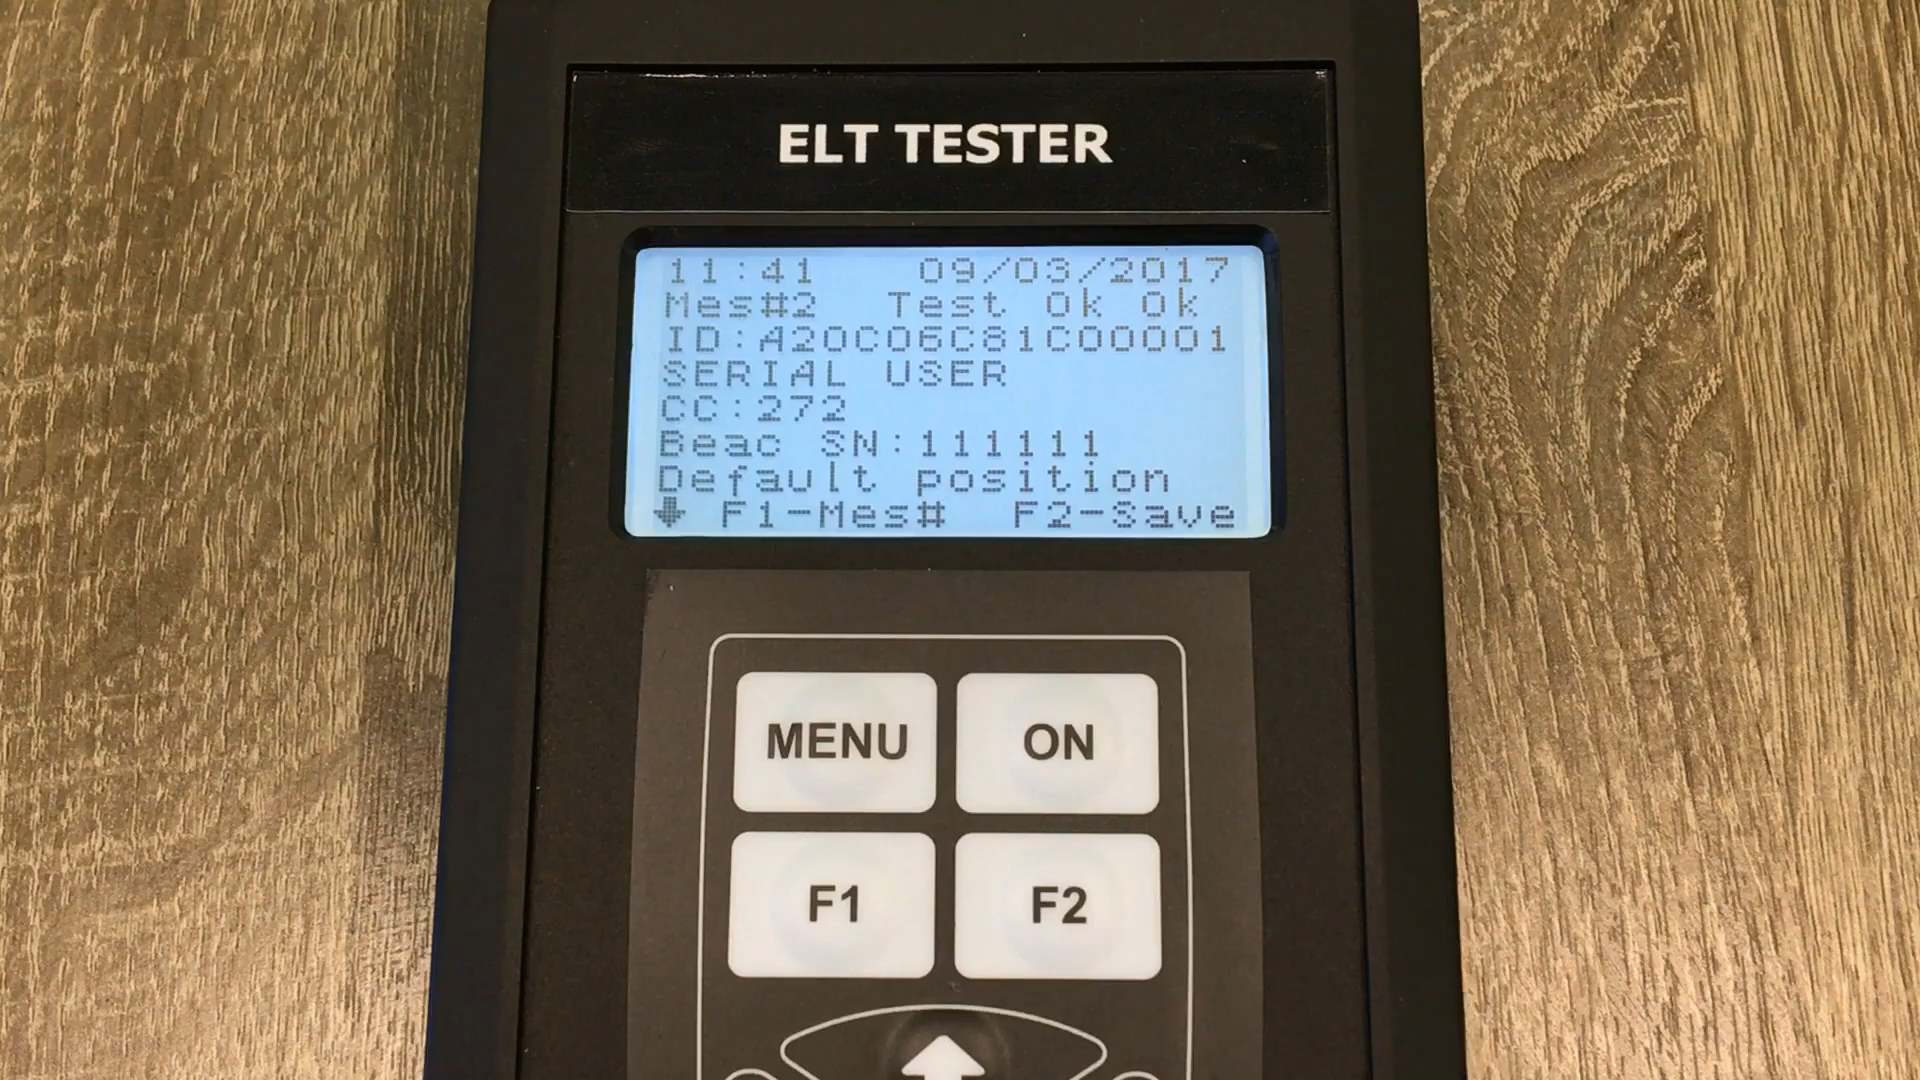 ELT TESTER
11:41 09/03/2017
Mes#2 Test Ok Ok
ID:A20C06C81C00001
SERIAL USER
CC:272
Beac SN:111111
Default position
F1-Mes# F2-Save
MENU ON
F1 F2